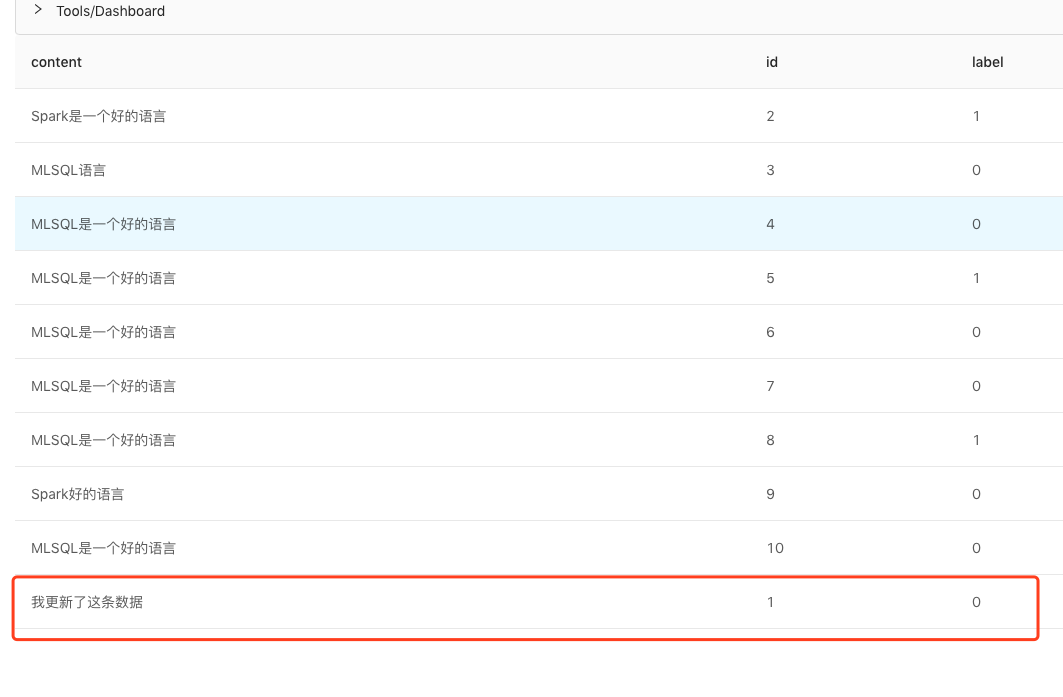 Tools/Dashboard
content id label
Spark是一个好的语言 2 1
MLSQL语言 3 0
MLSQL是一个好的语言 4 0
MLSQL是一个好的语言 5 1
MLSQL是一个好的语言 6 0
MLSQL是一个好的语言 7 0
MLSQL是一个好的语言 8 1
Spark好的语言 9 0
MLSQL是一个好的语言 10 0
我更新了这条数据 1 0